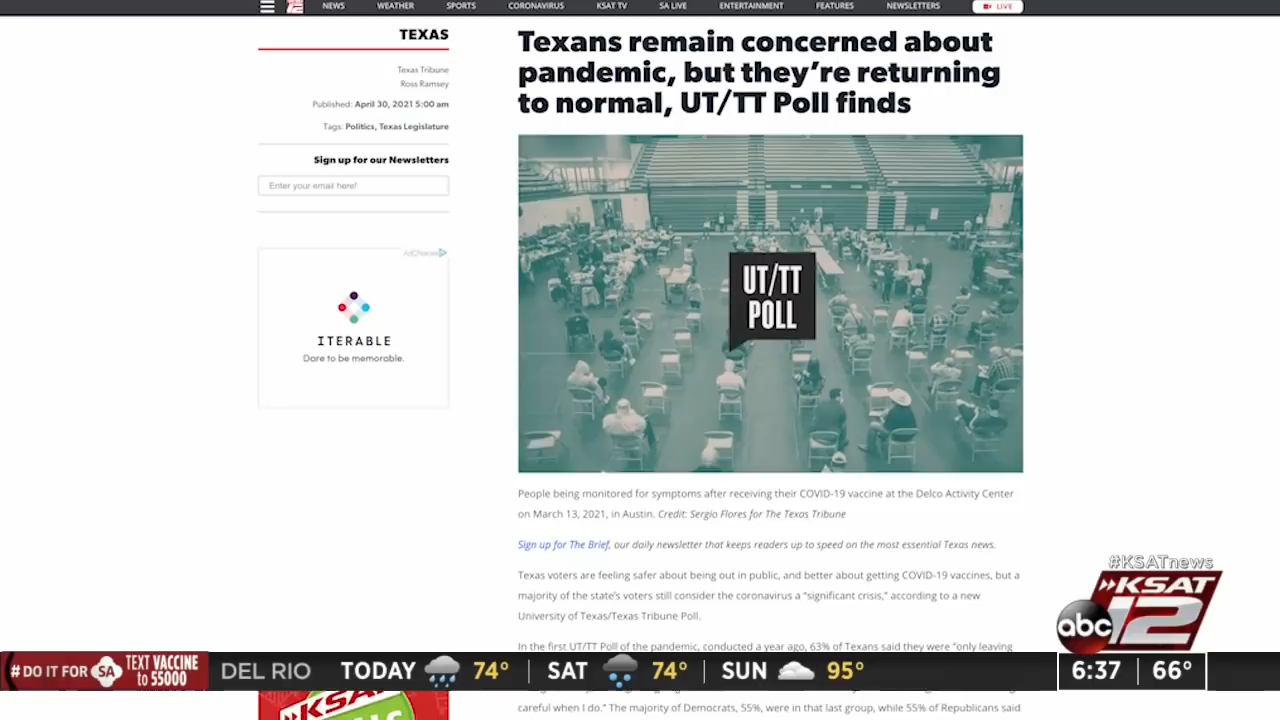 NEWS WEATHER SPORTS CORONAVIRUS KSAT TV SA LIVE ENTERTAINMENT FEATURES NEWSLETTERS LIVE
TEXAS
Texas Tribune
Ross Ramsey
Published: April 30, 2021 5:00 am
Tags: Politics, Texas Legislature
Sign up for our Newsletters
Enter your email here!
AdChoices
ITERABLE
Dare to be memorable.
Texans remain concerned about
pandemic, but they're returning
to normal, UT/TT Poll finds
UT/TT
POLL
People being monitored for symptoms after receiving their COVID-19 vaccine at the Delco Activity Center
on March 13, 2021, in Austin. Credit: Sergio Flores for The Texas Tribune
Sign up for The Brief, our daily newsletter that keeps readers up to speed on the most essential Texas news.
Texas voters are feeling safer about being out in public, and better about getting COVID-19 vaccines, but a
majority of the state's voters still consider the coronavirus a "significant crisis," according to a new
University of Texas/Texas Tribune Poll.
In the first UT/TT Poll of the pandemic, conducted a year ago, 63% of Texans said they were "only leaving
careful when I do." The majority of Democrats, 55%, were in that last group, while 55% of Republicans said
#KSATnews
KSAT
abc 12
#DO IT FOR SA TEXT VACCINE
to 55000
DEL RIO TODAY 74° SAT 74° SUN 95°
6:37 66°
KSAT